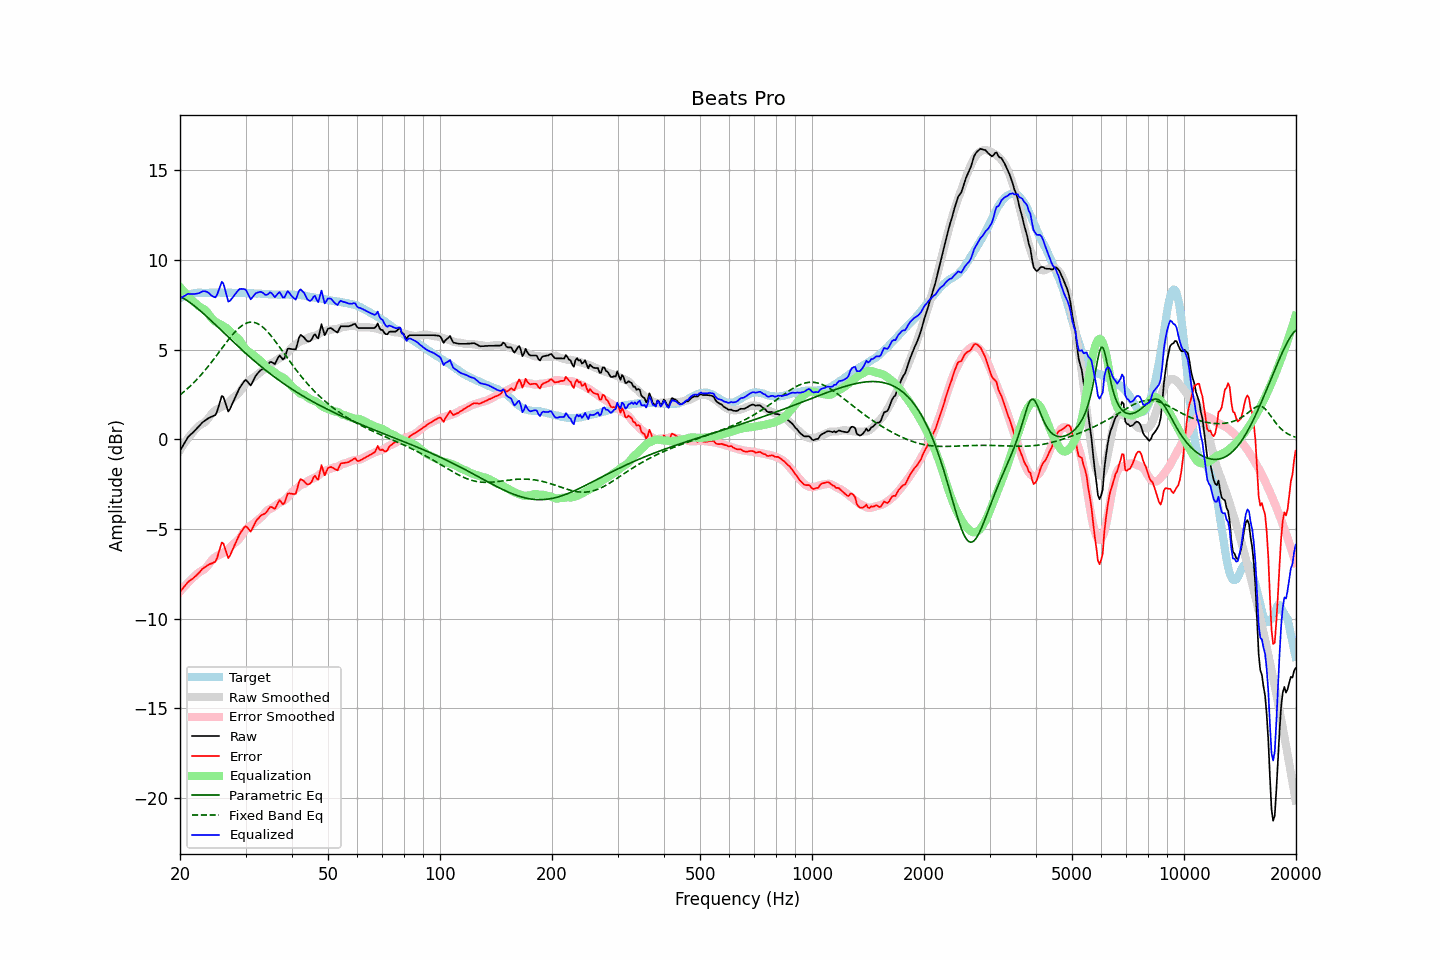 Beats Pro
Amplitude (dBr)
15
10
5
0
−5
−10
−15
−20
Target
Raw Smoothed
Error Smoothed
Raw
Error
Equalization
Parametric Eq
Fixed Band Eq
Equalized
20 50 100 200 500 1000 2000 5000 10000 20000
Frequency (Hz)